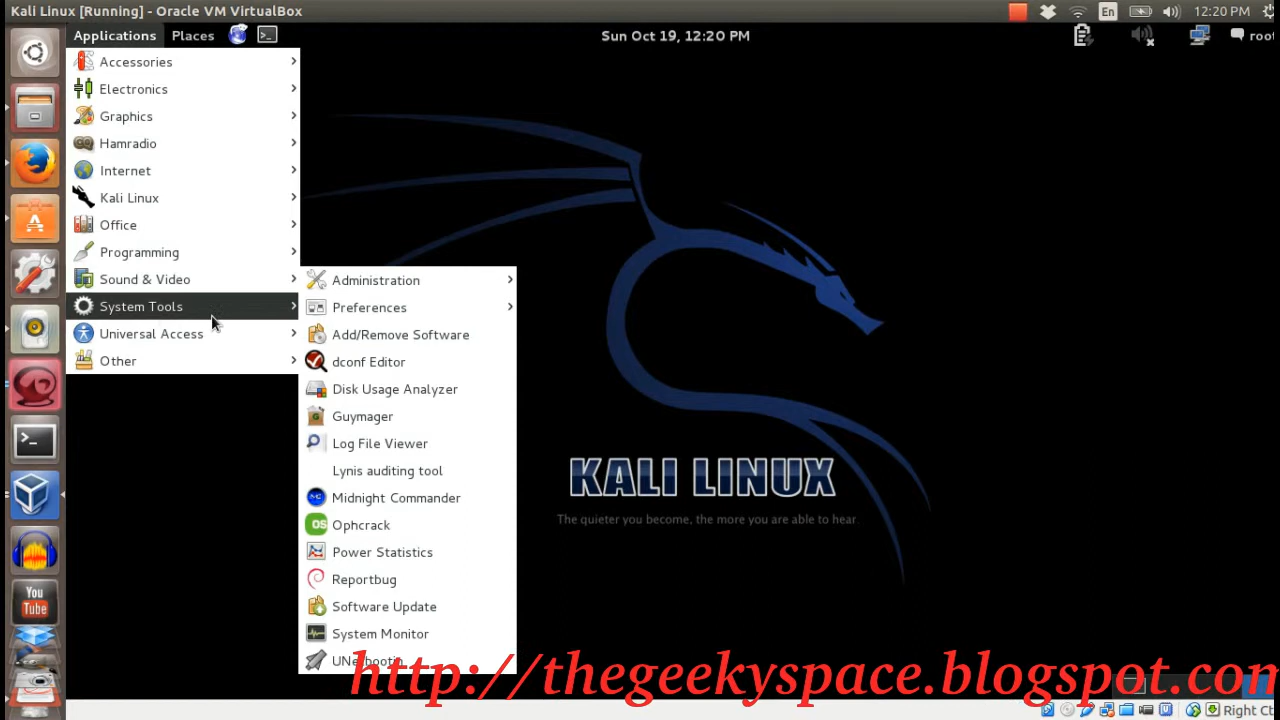 Kali Linux [Running] - Oracle VM VirtualBox
En
12:20 PM
Applications
Places
Sun Oct 19, 12:20 PM
root
Accessories
Electronics
Graphics
Hamradio
Internet
Kali Linux
Office
Programming
Sound & Video
System Tools
Universal Access
Other
Administration
Preferences
Add/Remove Software
dconf Editor
Disk Usage Analyzer
Guymager
Log File Viewer
Lynis auditing tool
Midnight Commander
OS
Ophcrack
Power Statistics
Reportbug
Software Update
System Monitor
UNetbootin
KALI LINUX
The quieter you become, the more you are able to hear.
You
Tube
http://thegeekyspace.blogspot.com
Right Ct